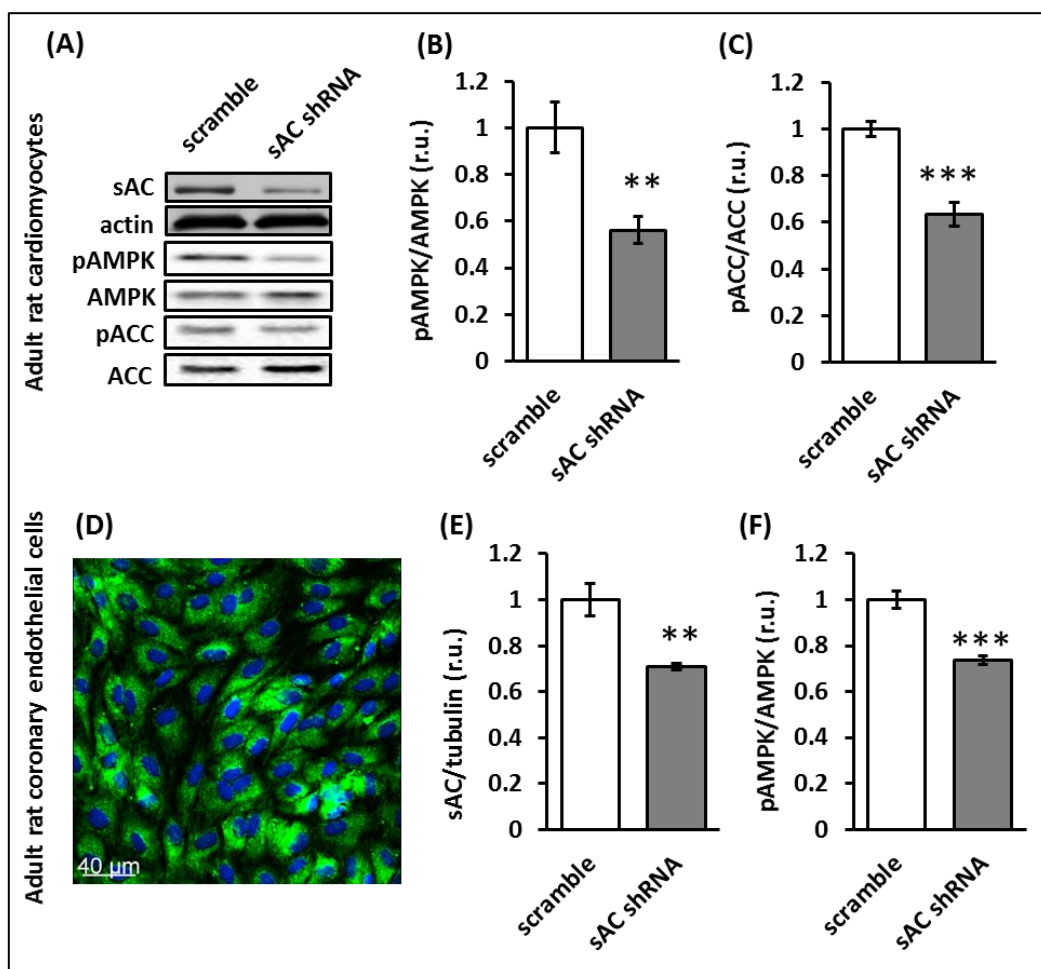 Adult rat cardiomyocytes
(A)
scramble
sAC shRNA
sAC
actin
pAMPK
AMPK
pACC
ACC
(B)
pAMPK/AMPK (r.u.)
1.2
1
0.8
0.6
0.4
0.2
0
**
scramble
sAC shRNA
(C)
pACC/ACC (r.u.)
1.2
1
0.8
0.6
0.4
0.2
0
***
scramble
sAC shRNA
Adult rat coronary endothelial cells
(D)
40 µm
(E)
sAC/tubulin (r.u.)
1.2
1
0.8
0.6
0.4
0.2
0
**
scramble
sAC shRNA
(F)
pAMPK/AMPK (r.u.)
1.2
1
0.8
0.6
0.4
0.2
0
***
scramble
sAC shRNA